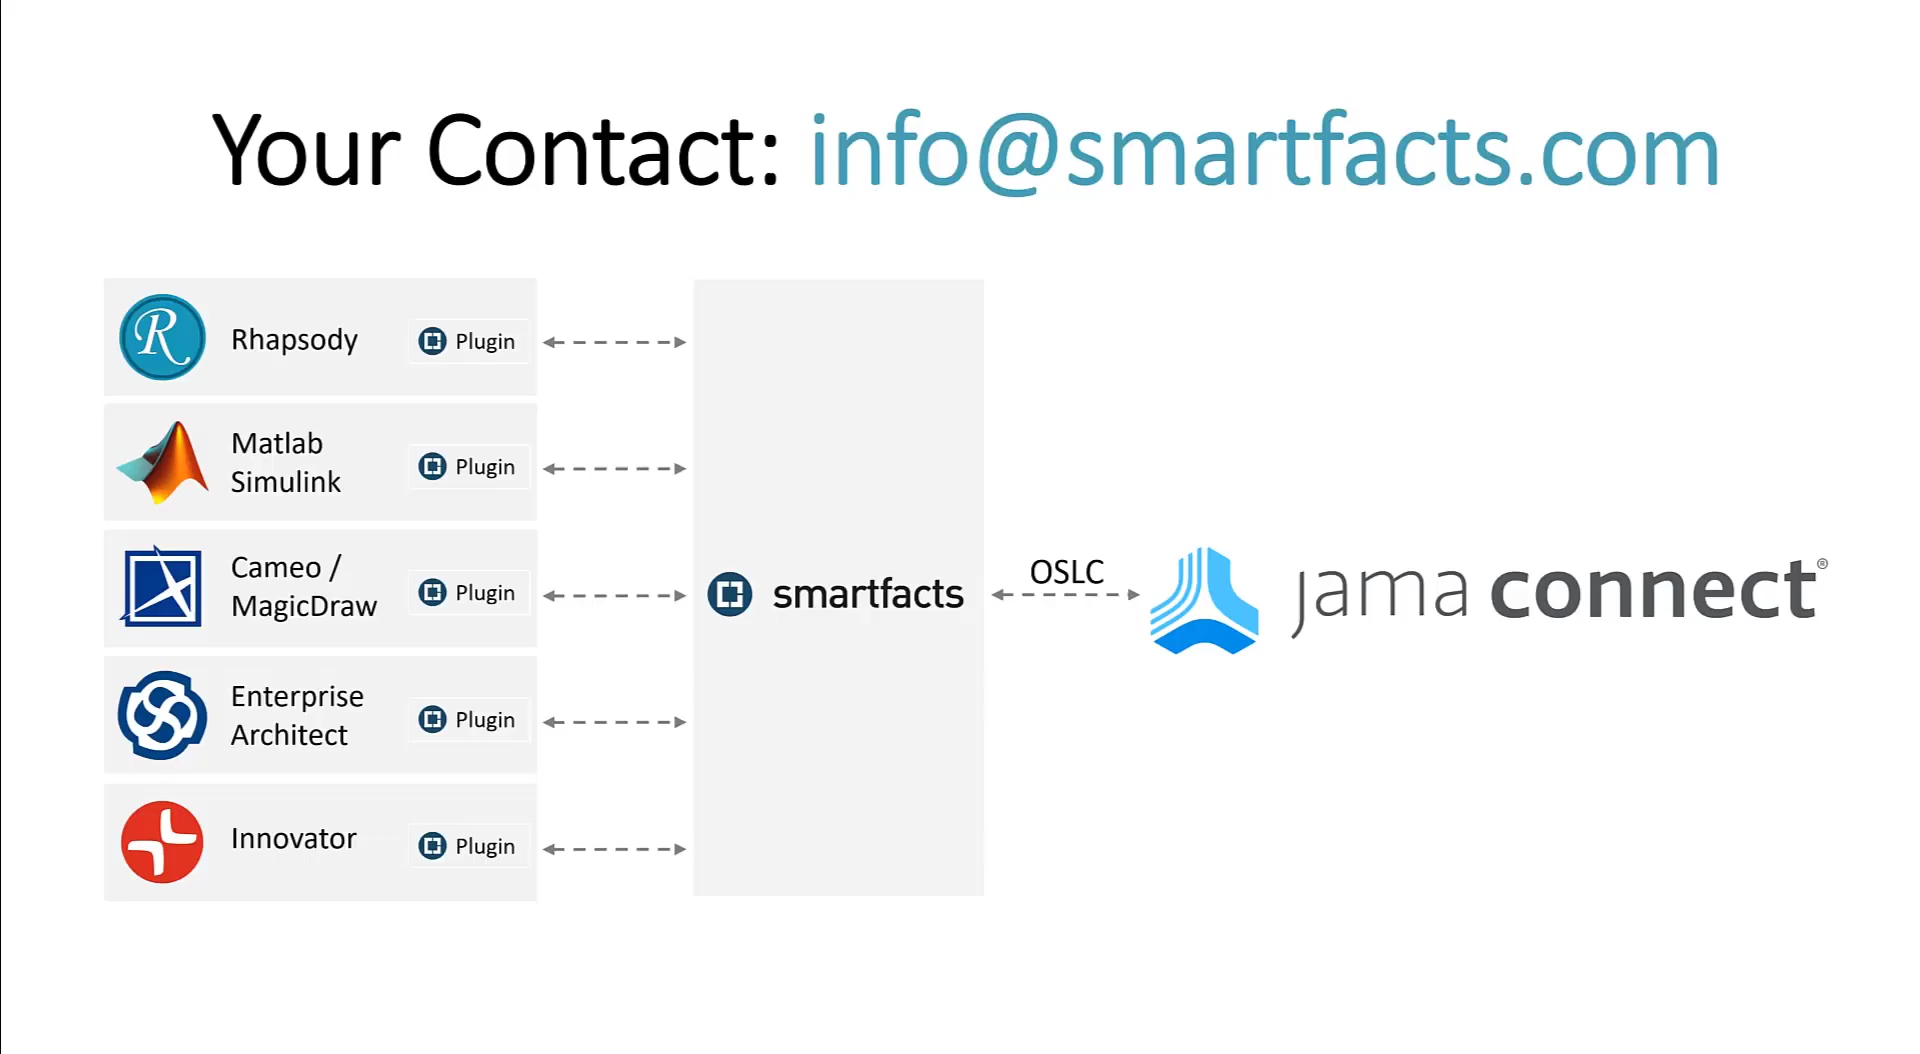 Your Contact: info@smartfacts.com
Rhapsody
Plugin
Matlab
Simulink
Plugin
Cameo /
MagicDraw
Plugin
Enterprise
Architect
Plugin
Innovator
Plugin
smartfacts
OSLC
jama connect®